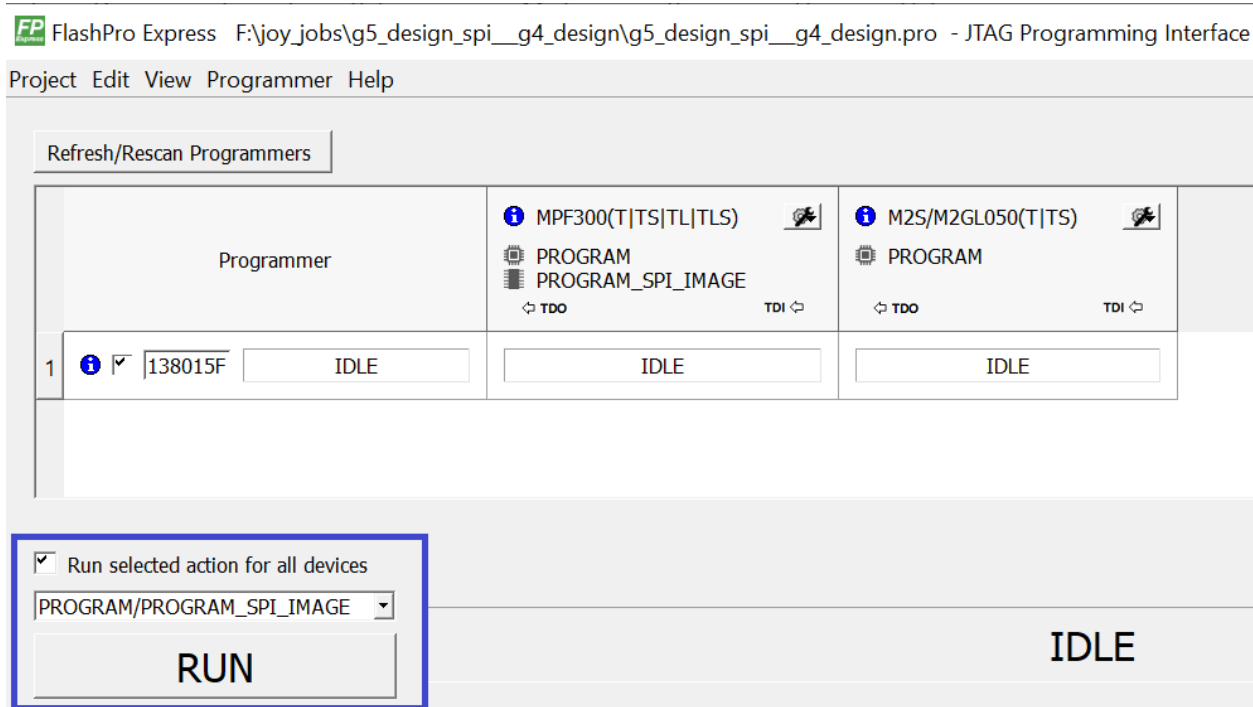 FP Express FlashPro Express F:\joy_jobs\g5_design_spi__g4_design\g5_design_spi__g4_design.pro - JTAG Programming Interface
Project Edit View Programmer Help
Refresh/Rescan Programmers
Programmer
MPF300(T|TS|TL|TLS)
PROGRAM
PROGRAM_SPI_IMAGE
TDO TDI
M2S/M2GL050(T|TS)
PROGRAM
TDO TDI
1 138015F IDLE IDLE IDLE
Run selected action for all devices
PROGRAM/PROGRAM_SPI_IMAGE
RUN
IDLE